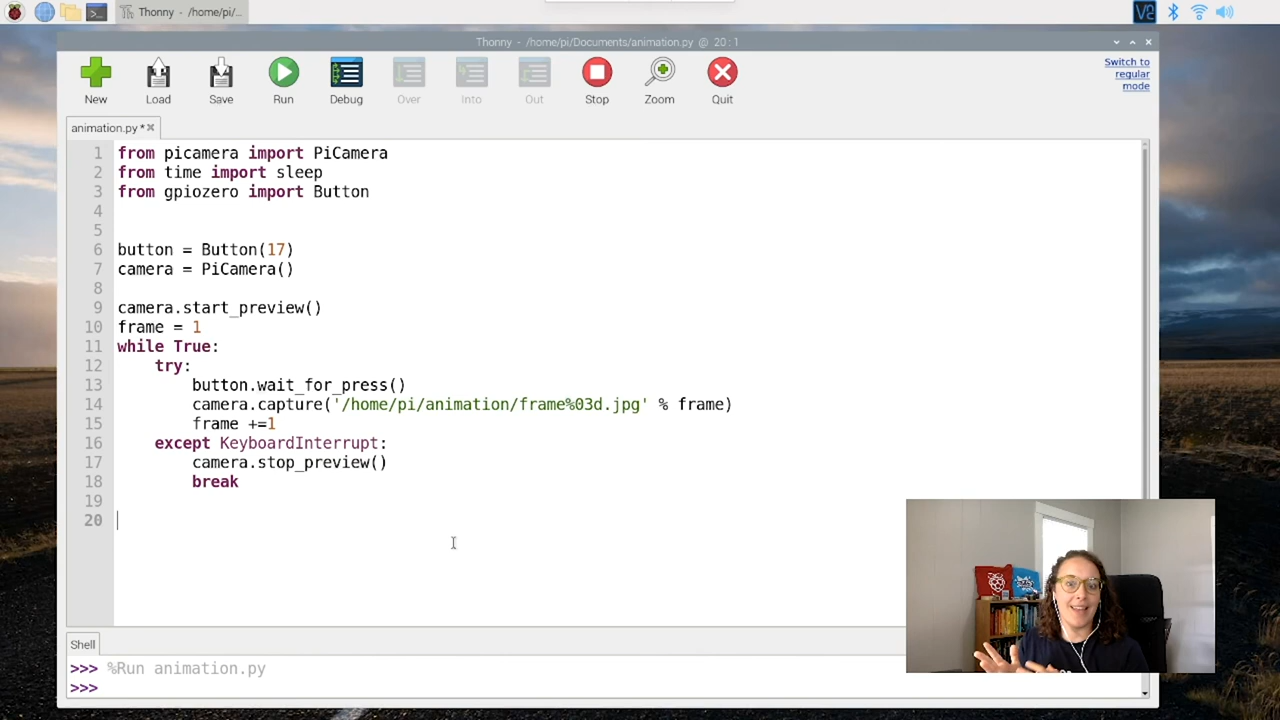 Thonny - /home/pi/...
Thonny - /home/pi/Documents/animation.py @ 20:1
New
Load
Save
Run
Debug
Over
Into
Out
Stop
Zoom
Quit
Switch to
regular
mode
animation.py *
1 from picamera import PiCamera
2 from time import sleep
3 from gpiozero import Button
4
5
6 button = Button(17)
7 camera = PiCamera()
8
9 camera.start_preview()
10 frame = 1
11 while True:
12     try:
13         button.wait_for_press()
14         camera.capture('/home/pi/animation/frame%03d.jpg' % frame)
15         frame +=1
16     except KeyboardInterrupt:
17         camera.stop_preview()
18         break
19
20
Shell
>>> %Run animation.py
>>>